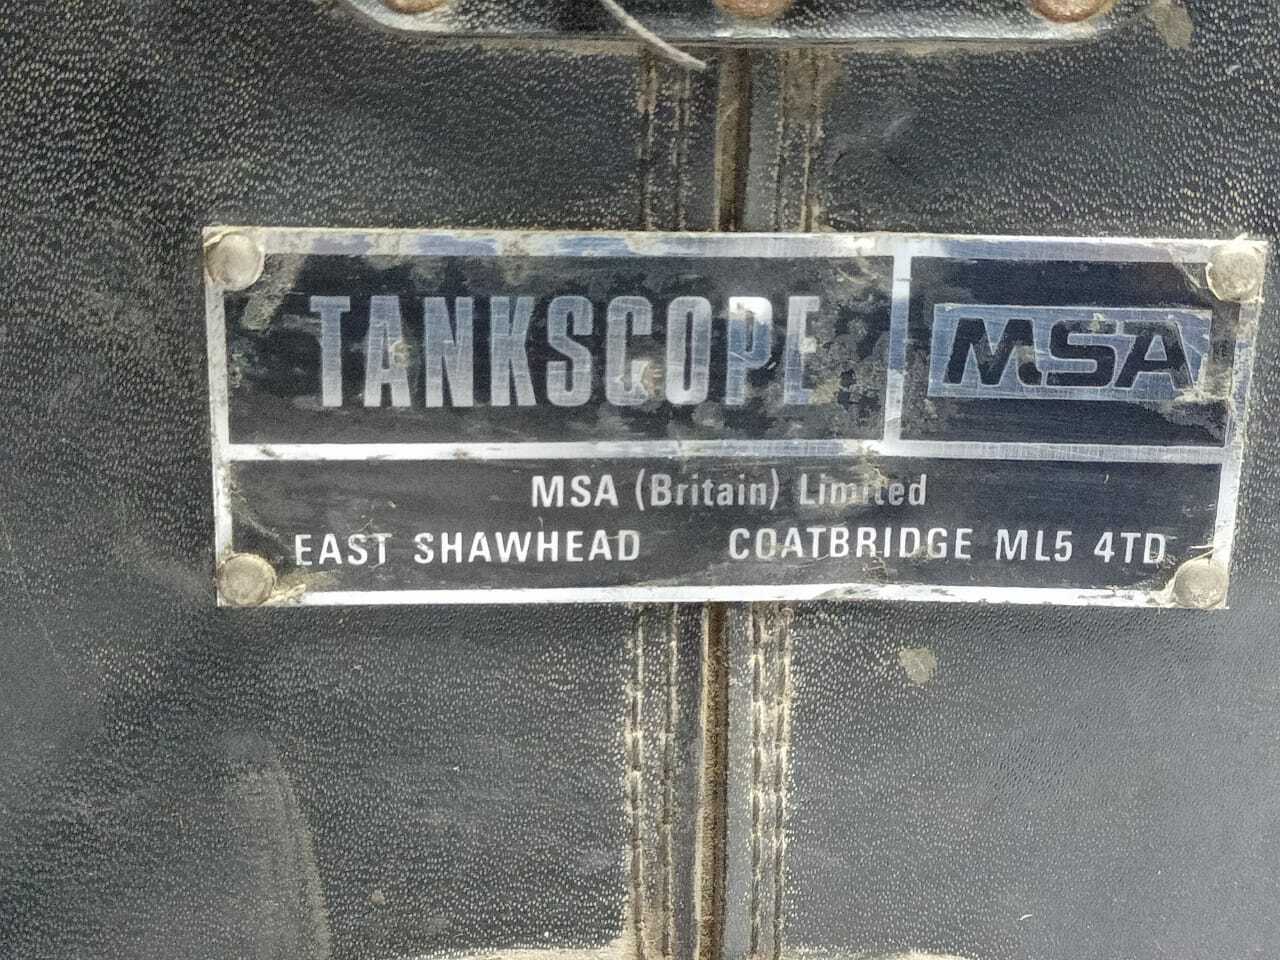 TANKSCOPE
MSA
MSA (Britain) Limited
EAST SHAWHEAD COATBRIDGE ML5 4TD